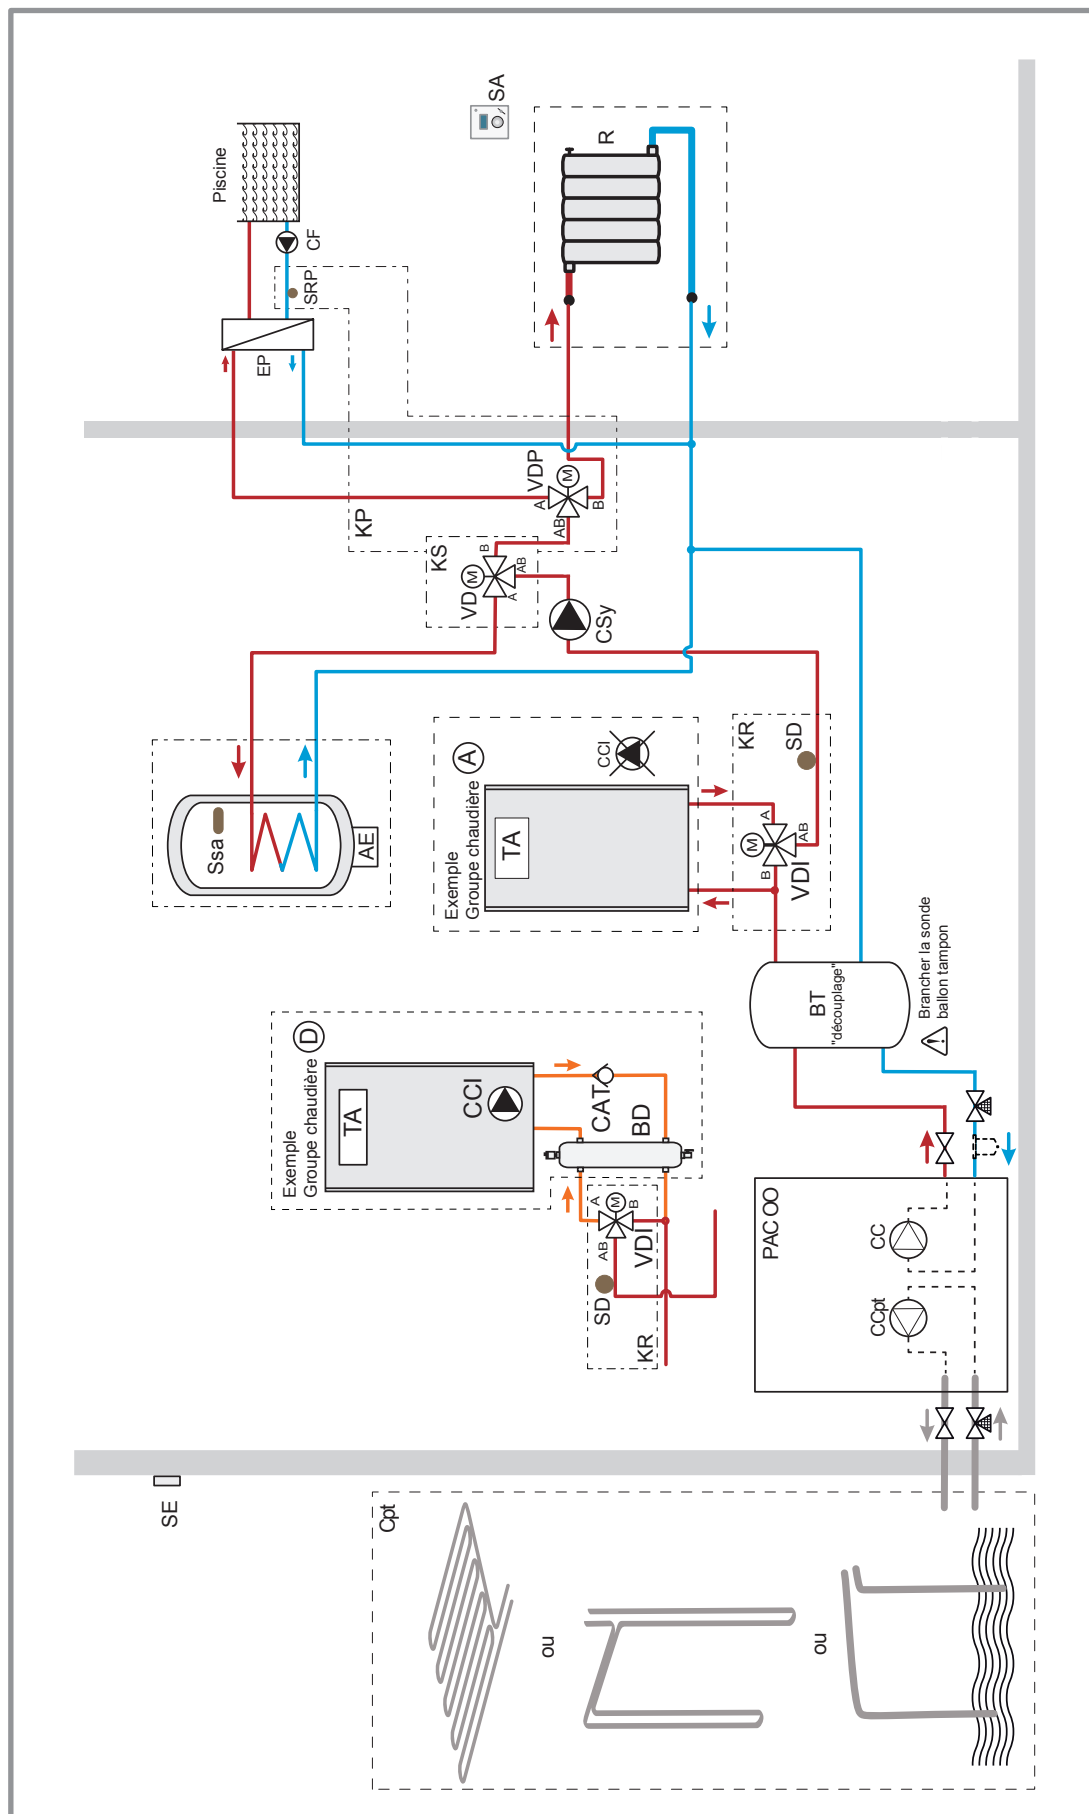 SE
Cpt
ou
ou
PAC OO
CCpt
CC
Exemple
Groupe chaudière
D
TA
CCI
CAT
BD
A
M
B
AB
VDI
SD
KR
BT
"découplage"
Brancher la sonde
ballon tampon
Exemple
Groupe chaudière
A
TA
CCI
KR
SD
A
M
B
AB
VDI
Ssa
AE
KS
VD
M
B
AB
A
CSy
KP
VDP
M
A
AB
B
EP
SRP
CF
Piscine
SA
R